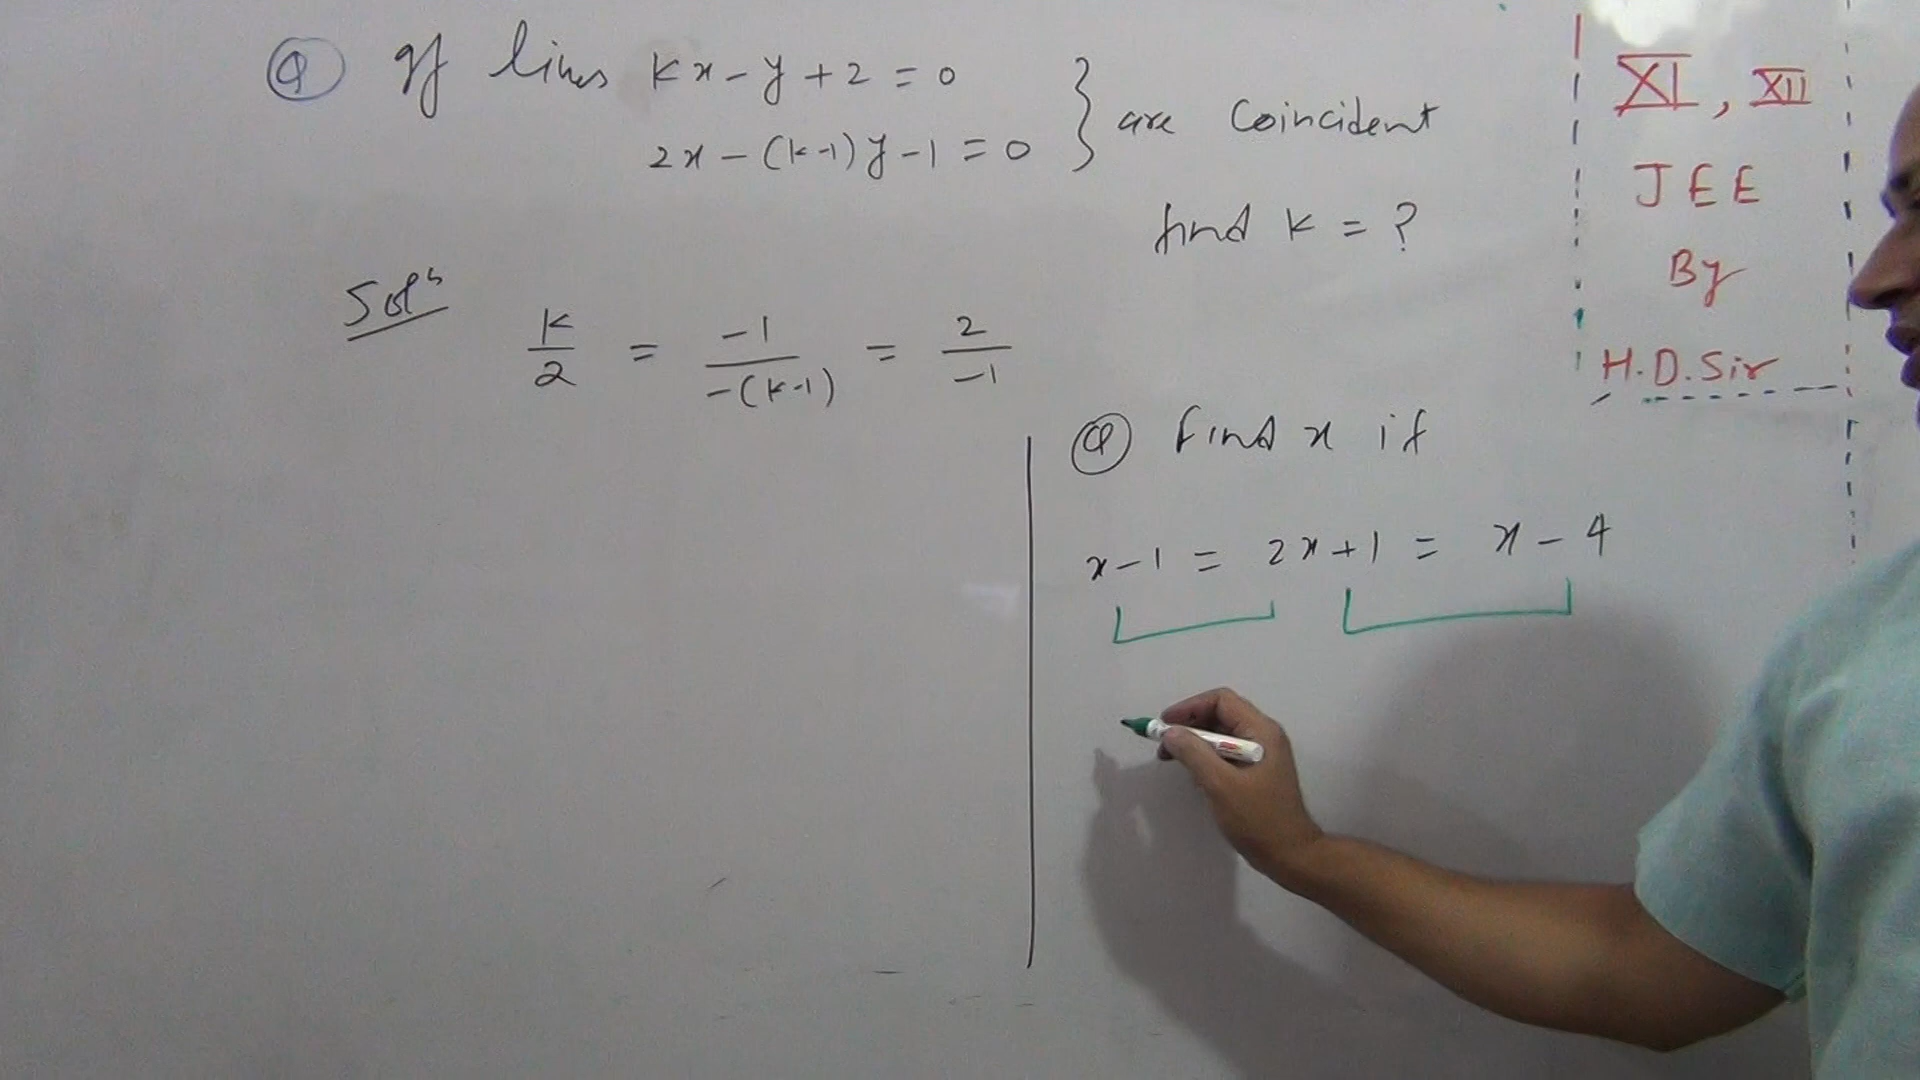 Q If lines kx - y + 2 = 0
2x - (k-1)y - 1 = 0 } are Coincident
find k = ?
Solⁿ
k/2 = -1/-(k-1) = 2/-1
Q Find x if
x - 1 = 2x + 1 = x - 4
XI, XII
JEE
By
H.D. Sir